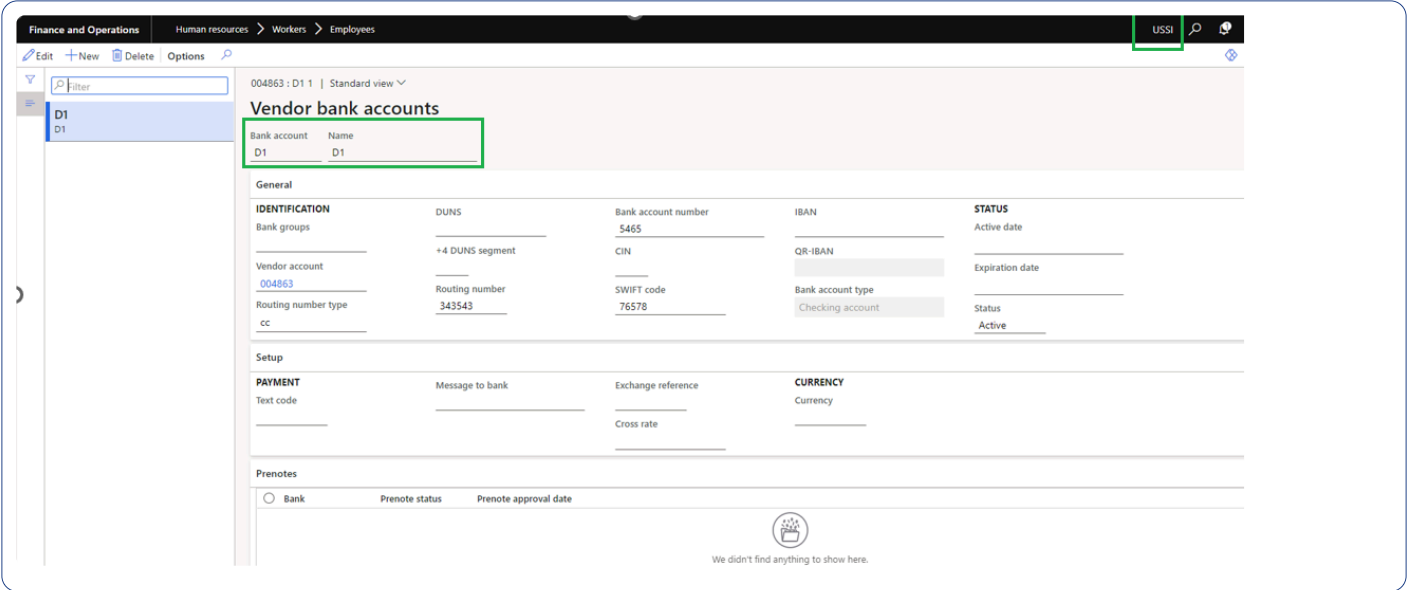 Finance and Operations Human resources Workers Employees USSI 1
Edit New Delete Options
Filter
D1
D1
004863 : D1 1 | Standard view
Vendor bank accounts
Bank account Name
D1 D1
General
IDENTIFICATION
Bank groups
Vendor account
004863
Routing number type
cc
DUNS
+4 DUNS segment
Routing number
343543
Bank account number
5465
CIN
SWIFT code
76578
IBAN
QR-IBAN
Bank account type
Checking account
STATUS
Active date
Expiration date
Status
Active
Setup
PAYMENT
Text code
Message to bank
Exchange reference
Cross rate
CURRENCY
Currency
Prenotes
Bank Prenote status Prenote approval date
We didn't find anything to show here.